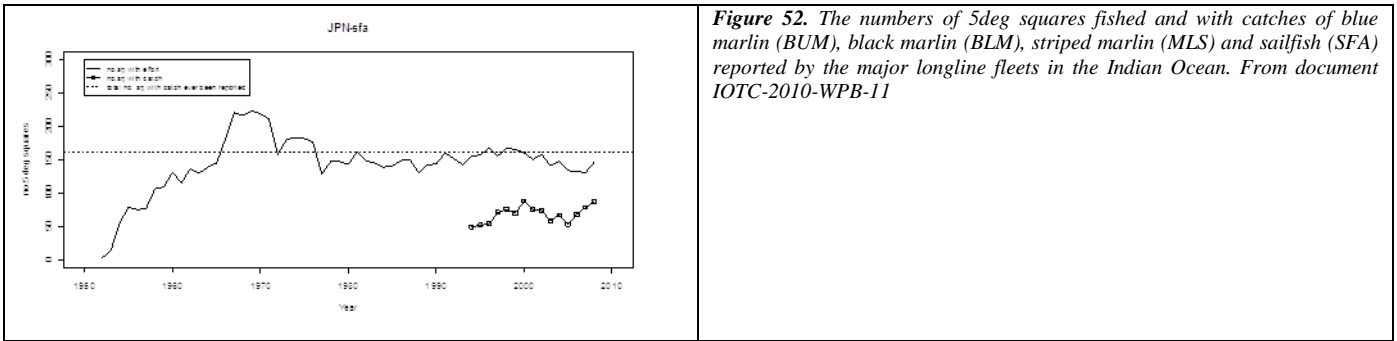 JPN-sfa
300
250
200
150
100
50
0
no.sq with effort
no.sq with catch
total no. sq with catch ever been reported
no.5 deg squares
1950 1960 1970 1980 1990 2000 2010
Year
Figure 52. The numbers of 5deg squares fished and with catches of blue
marlin (BUM), black marlin (BLM), striped marlin (MLS) and sailfish (SFA)
reported by the major longline fleets in the Indian Ocean. From document
IOTC-2010-WPB-11